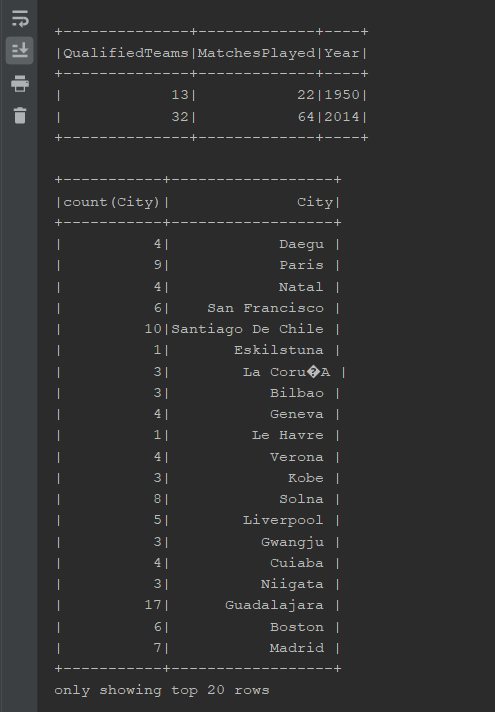 +--------------+-------------+----+
|QualifiedTeams|MatchesPlayed|Year|
+--------------+-------------+----+
|            13|           22|1950|
|            32|           64|2014|
+--------------+-------------+----+
+-----------+------------------+
|count(City)|              City|
+-----------+------------------+
|          4|            Daegu |
|          9|            Paris |
|          4|            Natal |
|          6|    San Francisco |
|         10|Santiago De Chile |
|          1|       Eskilstuna |
|          3|        La Coru�A |
|          3|           Bilbao |
|          4|           Geneva |
|          1|         Le Havre |
|          4|           Verona |
|          3|             Kobe |
|          8|            Solna |
|          5|        Liverpool |
|          3|          Gwangju |
|          4|           Cuiaba |
|          3|          Niigata |
|         17|      Guadalajara |
|          6|           Boston |
|          7|           Madrid |
+-----------+------------------+
only showing top 20 rows